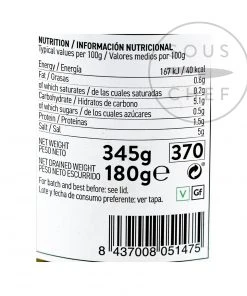 NUTRITION / INFORMACIÓN NUTRICIONAL
Typical values per 100g / Valores medios por 100g
Energy / Energía 167 kJ / 40 kcal
Fat / Grasas 0.6g
of which saturates / de las cuales saturadas 0.2g
Carbohydrate / Hidratos de carbono 5.1g
of which sugars / de los cuales azúcares 0.5g
Protein / Proteínas 1.5g
Salt / Sal 5g
NET WEIGHT
PESO NETO 345g 370
NET DRAINED WEIGHT
PESO NETO ESCURRIDO 180g e
For batch and best before: see lid.
Lote y fecha de consumo preferente: ver tapa.
V GF
8 437008 051475
SOUS
CHEF